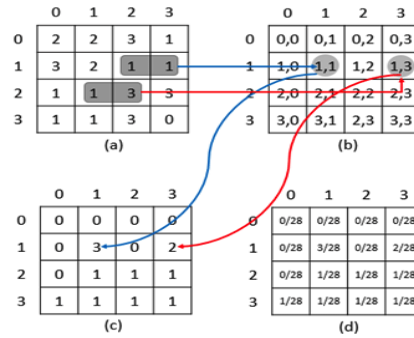 0 1 2 3
0 2 2 3 1
1 3 2 1 1
2 1 1 3 3
3 1 1 3 0
(a)
0 1 2 3
0 0,0 0,1 0,2 0,3
1 1,0 1,1 1,2 1,3
2 2,0 2,1 2,2 2,3
3 3,0 3,1 2,3 3,3
(b)
0 1 2 3
0 0 0 0 0
1 0 3 0 2
2 0 1 1 1
3 1 1 1 1
(c)
0 1 2 3
0 0/28 0/28 0/28 0/28
1 0/28 3/28 0/28 2/28
2 0/28 1/28 1/28 1/28
3 1/28 1/28 1/28 1/28
(d)